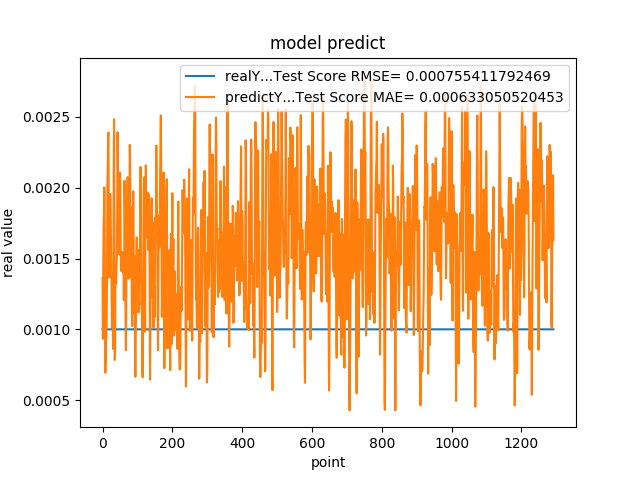 model predict
realY...Test Score RMSE= 0.000755411792469
predictY...Test Score MAE= 0.000633050520453
0.0025
0.0020
0.0015
0.0010
0.0005
real value
0
200
400
600
800
1000
1200
point